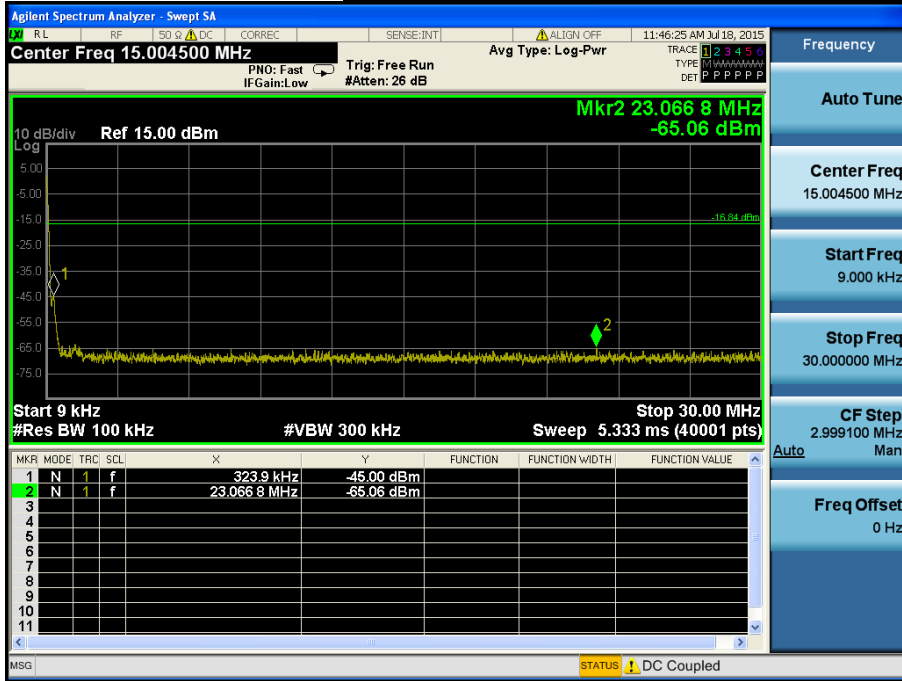 Agilent Spectrum Analyzer - Swept SA
LXI RL RF 50 Ω DC CORREC SENSE:INT ALIGN OFF 11:46:25 AM Jul 18, 2015
Center Freq 15.004500 MHz
PNO: Fast
IFGain:Low
Trig: Free Run
#Atten: 26 dB
Avg Type: Log-Pwr
TRACE 1 2 3 4 5 6
TYPE M WWWWW
DET P P P P P P
Mkr2 23.066 8 MHz
-65.06 dBm
10 dB/div Ref 15.00 dBm
Log
5.00
-5.00
-15.0
-25.0
-35.0
-45.0
-55.0
-65.0
-75.0
-16.84 dBm
1
2
Start 9 kHz Stop 30.00 MHz
#Res BW 100 kHz #VBW 300 kHz Sweep 5.333 ms (40001 pts)
MKR MODE TRC SCL X Y FUNCTION FUNCTION WIDTH FUNCTION VALUE
1 N 1 f 323.9 kHz -45.00 dBm
2 N 1 f 23.066 8 MHz -65.06 dBm
3
4
5
6
7
8
9
10
11
MSG STATUS DC Coupled
Frequency
Auto Tune
Center Freq
15.004500 MHz
Start Freq
9.000 kHz
Stop Freq
30.000000 MHz
CF Step
2.999100 MHz
Auto Man
Freq Offset
0 Hz